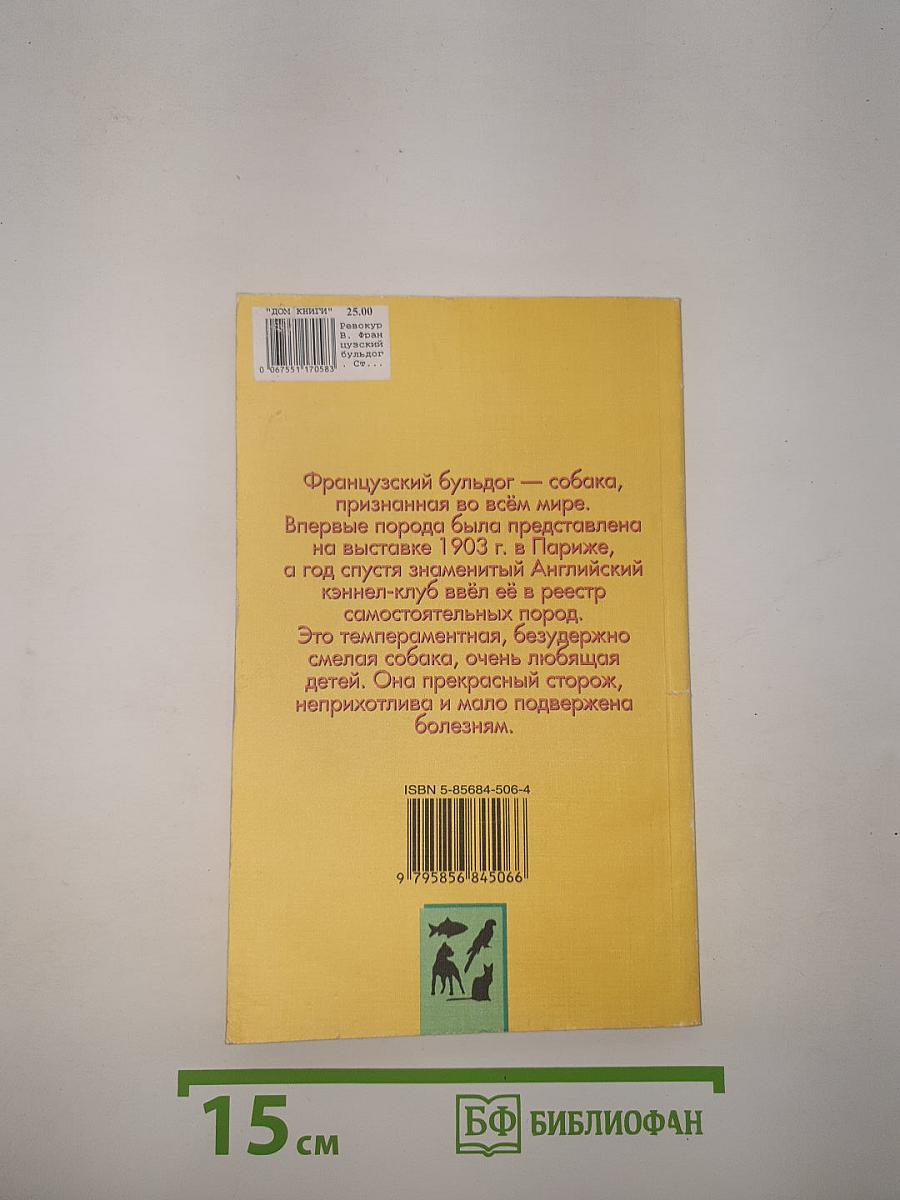 "ДОМ КНИГИ" 25.00
Ревокур
В. Фран
цузский
бульдог
. Ст...
0 067551 170583
Французский бульдог — собака,
признанная во всём мире.
Впервые порода была представлена
на выставке 1903 г. в Париже,
а год спустя знаменитый Английский
кэннел-клуб ввёл её в реестр
самостоятельных пород.
Это темпераментная, безудержно
смелая собака, очень любящая
детей. Она прекрасный сторож,
неприхотлива и мало подвержена
болезням.
ISBN 5-85684-506-4
9 795856 845066
15 см
БФ БИБЛИОФАН